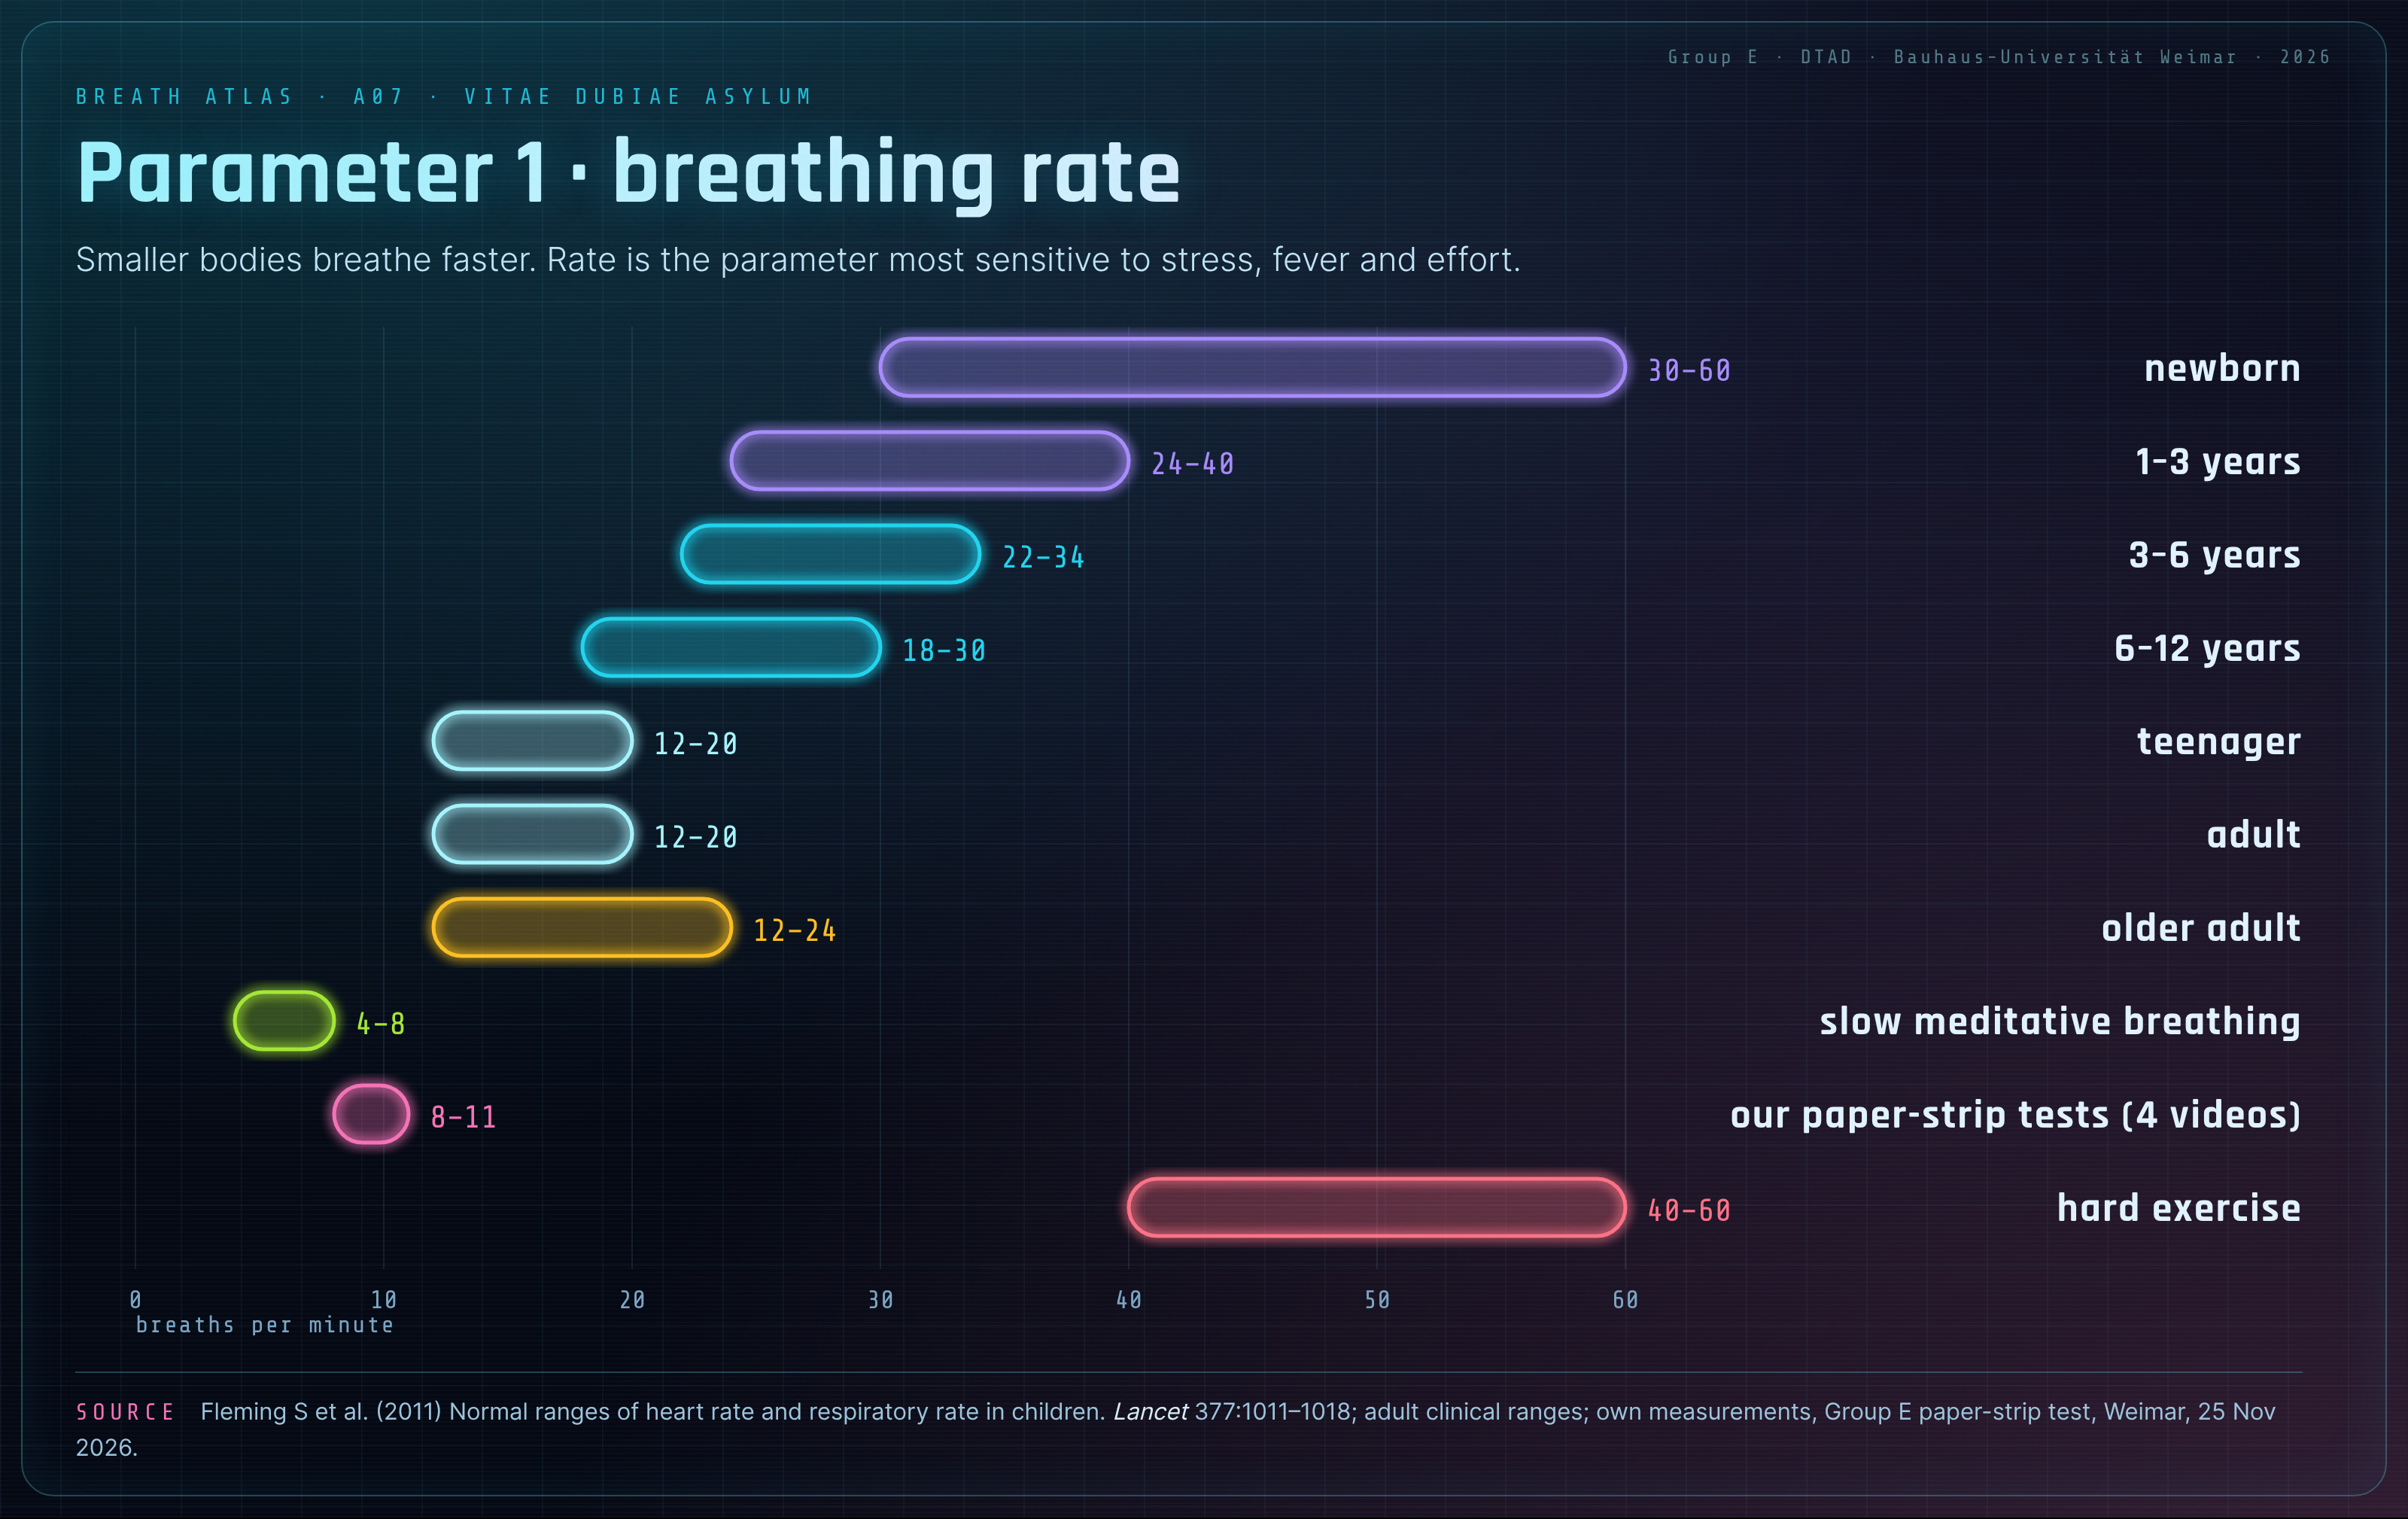 Group E · DTAD · Bauhaus-Universität Weimar · 2026
BREATH ATLAS · A07 · VITAE DUBIAE ASYLUM
Parameter 1 · breathing rate
Smaller bodies breathe faster. Rate is the parameter most sensitive to stress, fever and effort.
30–60 newborn
24–40 1–3 years
22–34 3–6 years
18–30 6–12 years
12–20 teenager
12–20 adult
12–24 older adult
4–8 slow meditative breathing
8–11 our paper-strip tests (4 videos)
40–60 hard exercise
0 10 20 30 40 50 60
breaths per minute
SOURCE Fleming S et al. (2011) Normal ranges of heart rate and respiratory rate in children. Lancet 377:1011–1018; adult clinical ranges; own measurements, Group E paper-strip test, Weimar, 25 Nov
2026.